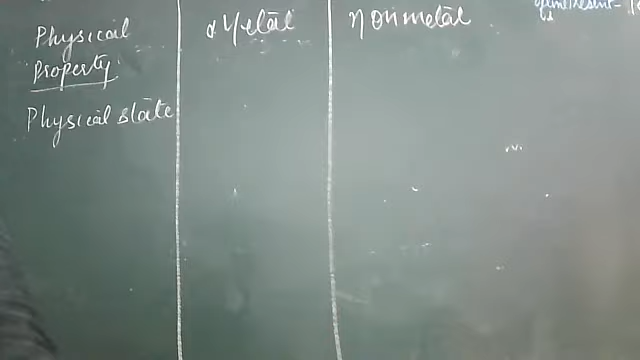 Physical Property
Metal
Nonmetal
Physical state